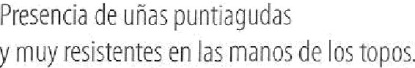 Presencia de uñas puntiagudas
y muy resistentes en las manos de los topos.